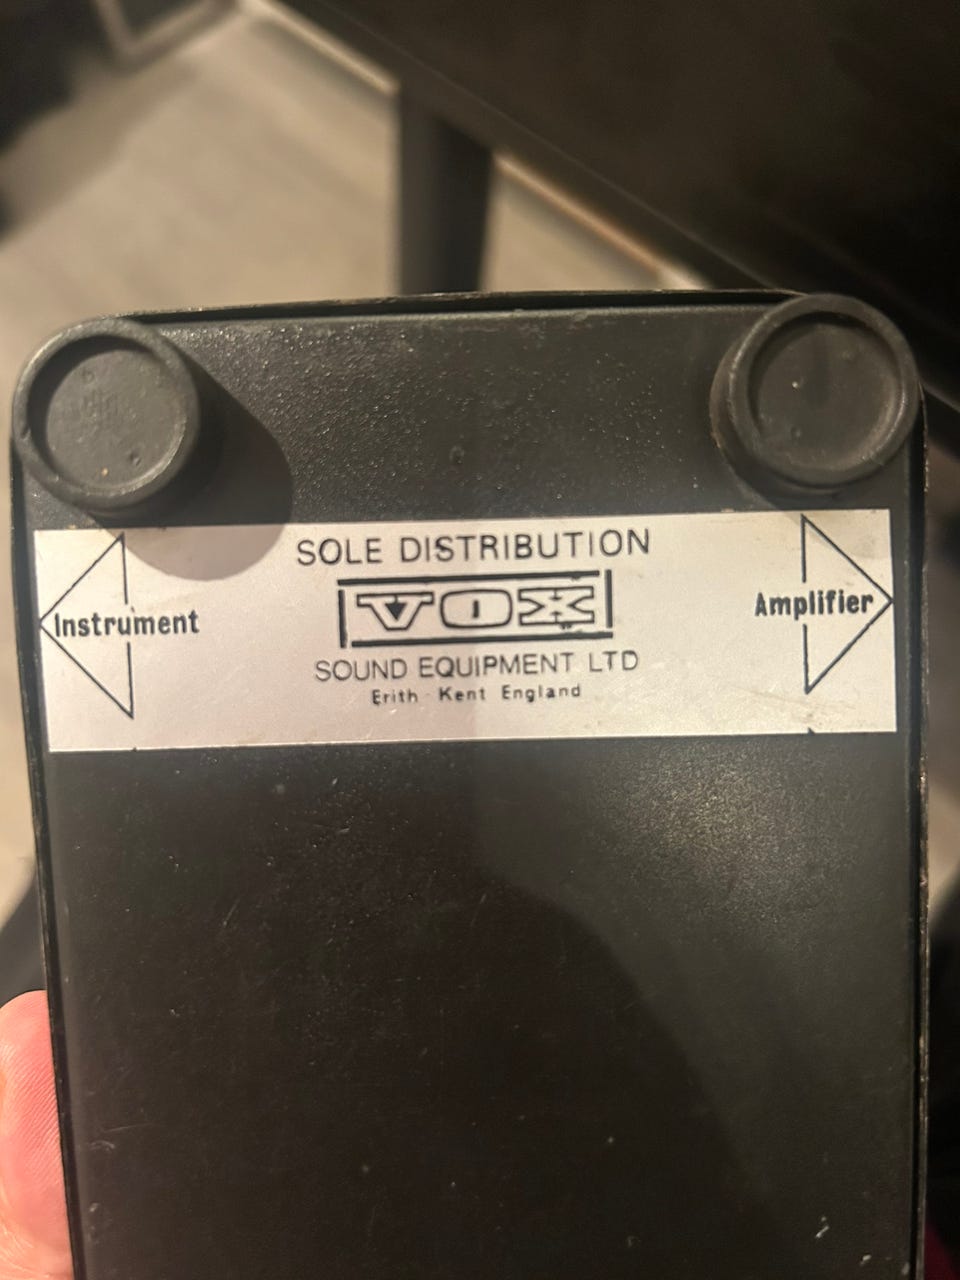 SOLE DISTRIBUTION
VOX
Instrument
Amplifier
SOUND EQUIPMENT LTD
Erith Kent England